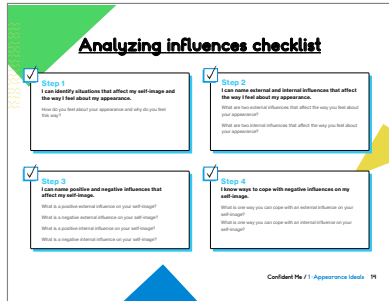 Analyzing influences checklist
Step 1
I can identify situations that affect my self-image and
the way I feel about my appearance.
How do you feel about your appearance and why do you feel
this way?
Step 2
I can name external and internal influences that affect
the way I feel about my appearance.
What are two external influences that affect the way you feel about
your appearance?
What are two internal influences that affect the way you feel about
your appearance?
Step 3
I can name positive and negative influences that
affect my self-image.
What is a positive external influence on your self-image?
What is a negative external influence on your self-image?
What is a positive internal influence on your self-image?
What is a negative internal influence on your self-image?
Step 4
I know ways to cope with negative influences on my
self-image.
What is one way you can cope with an external influence on your
self-image?
What is one way you can cope with an internal influence on your
self-image?
Confident Me / 1 · Appearance Ideals 14